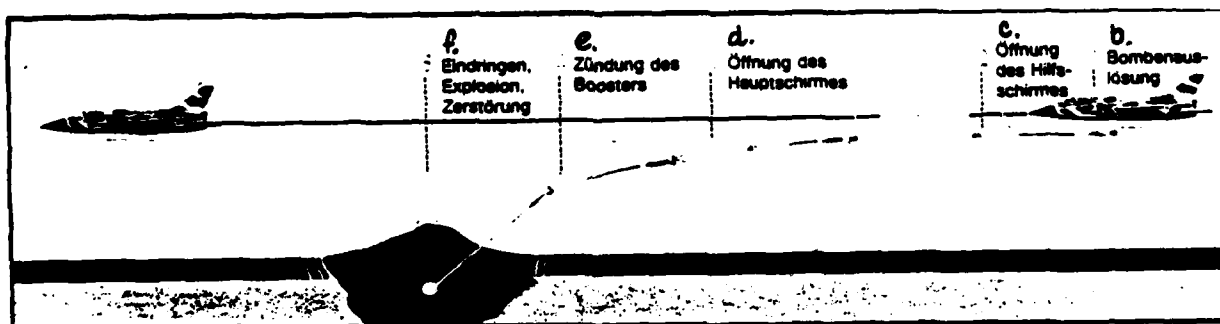 f.
Eindringen,
Explosion,
Zerstörung
e.
Zündung des
Boosters
d.
Öffnung des
Hauptschirmes
c.
Öffnung
des Hilfs-
schirmes
b.
Bombenaus-
lösung